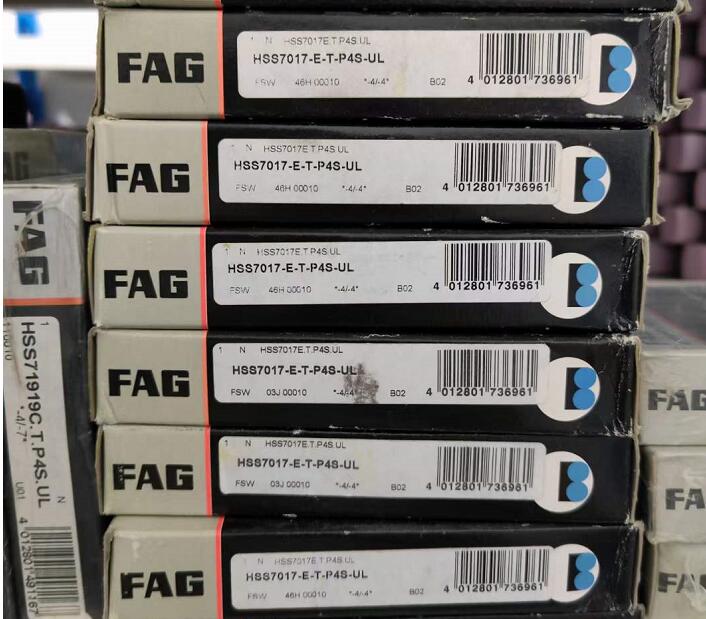 FAG
1 N HSS7017E.T.P4S.UL
HSS7017-E-T-P4S-UL
FSW 46H 00010 *-4/-4* B02
4 012801 736961
FAG
1 N HSS7017E.T.P4S.UL
HSS7017-E-T-P4S-UL
FSW 46H 00010 *-4/-4* B02
4 012801 736961
FAG
1 N HSS7017E.T.P4S.UL
HSS7017-E-T-P4S-UL
FSW 46H 00010 *-4/-4* B02
4 012801 736961
FAG
1 N HSS7017E.T.P4S.UL
HSS7017-E-T-P4S-UL
FSW 03J 00010 *-4/-4* B02
4 012801 736961
FAG
1 N HSS7017E.T.P4S.UL
HSS7017-E-T-P4S-UL
FSW 03J 00010 *-4/-4* B02
4 012801 736961
FAG
N HSS7017E.T.P4S.UL
HSS7017-E-T-P4S-UL
FSW 46H 00010 *-4/-4* B02
4 012801 736961
FAG
1 N
HSS71919C.T.P4S.UL
*-4/-7*
U01
FAG
FA
FAG